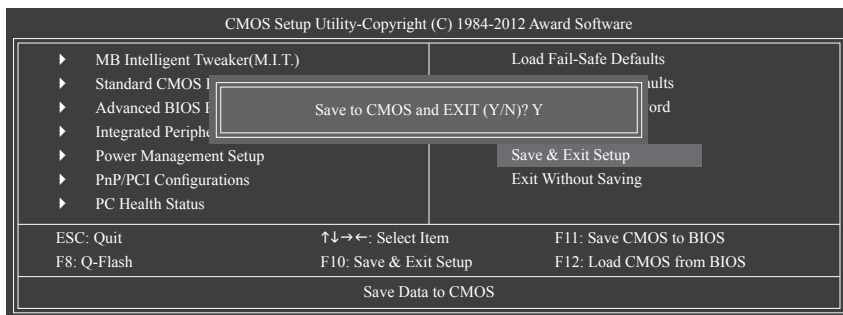 CMOS Setup Utility-Copyright (C) 1984-2012 Award Software
MB Intelligent Tweaker(M.I.T.)
Standard CMOS
Advanced BIOS
Integrated
Power Management Setup
PnP/PCI Configurations
PC Health Status
Load Fail-Safe Defaults
Save & Exit Setup
Exit Without Saving
Save to CMOS and EXIT (Y/N)? Y
ESC: Quit ↑↓→←: Select Item F11: Save CMOS to BIOS
F8: Q-Flash F10: Save & Exit Setup F12: Load CMOS from BIOS
Save Data to CMOS